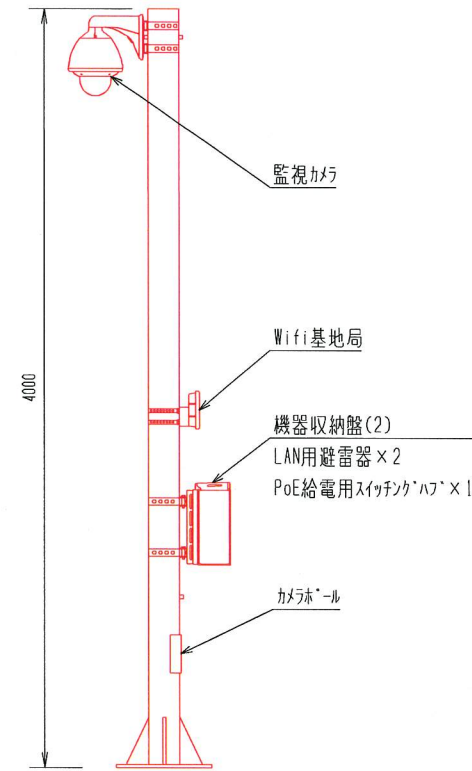 監視カメラ
Wifi基地局
4000
機器収納盤(2)
LAN用避雷器×2
PoE給電用スイッチングハブ×1
カメラポール